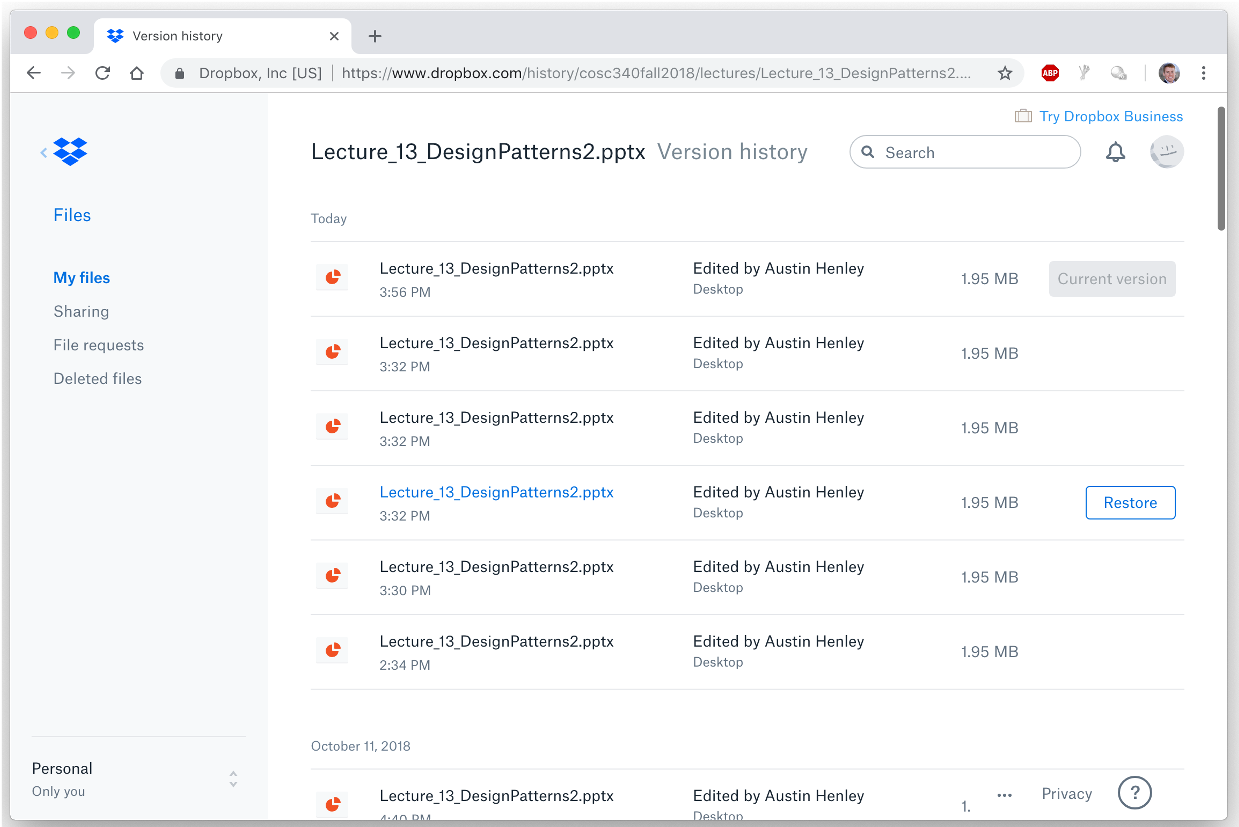 Version history
Dropbox, Inc [US] https://www.dropbox.com/history/cosc340fall2018/lectures/Lecture_13_DesignPatterns2....
ABP
Try Dropbox Business
Lecture_13_DesignPatterns2.pptx Version history
Search
Files
My files
Sharing
File requests
Deleted files
Today
Lecture_13_DesignPatterns2.pptx Edited by Austin Henley 1.95 MB Current version
3:56 PM Desktop
Lecture_13_DesignPatterns2.pptx Edited by Austin Henley 1.95 MB
3:32 PM Desktop
Lecture_13_DesignPatterns2.pptx Edited by Austin Henley 1.95 MB
3:32 PM Desktop
Lecture_13_DesignPatterns2.pptx Edited by Austin Henley 1.95 MB Restore
3:32 PM Desktop
Lecture_13_DesignPatterns2.pptx Edited by Austin Henley 1.95 MB
3:30 PM Desktop
Lecture_13_DesignPatterns2.pptx Edited by Austin Henley 1.95 MB
2:34 PM Desktop
October 11, 2018
Lecture_13_DesignPatterns2.pptx Edited by Austin Henley 1.
4:40 PM Desktop
Personal
Only you
... Privacy ?